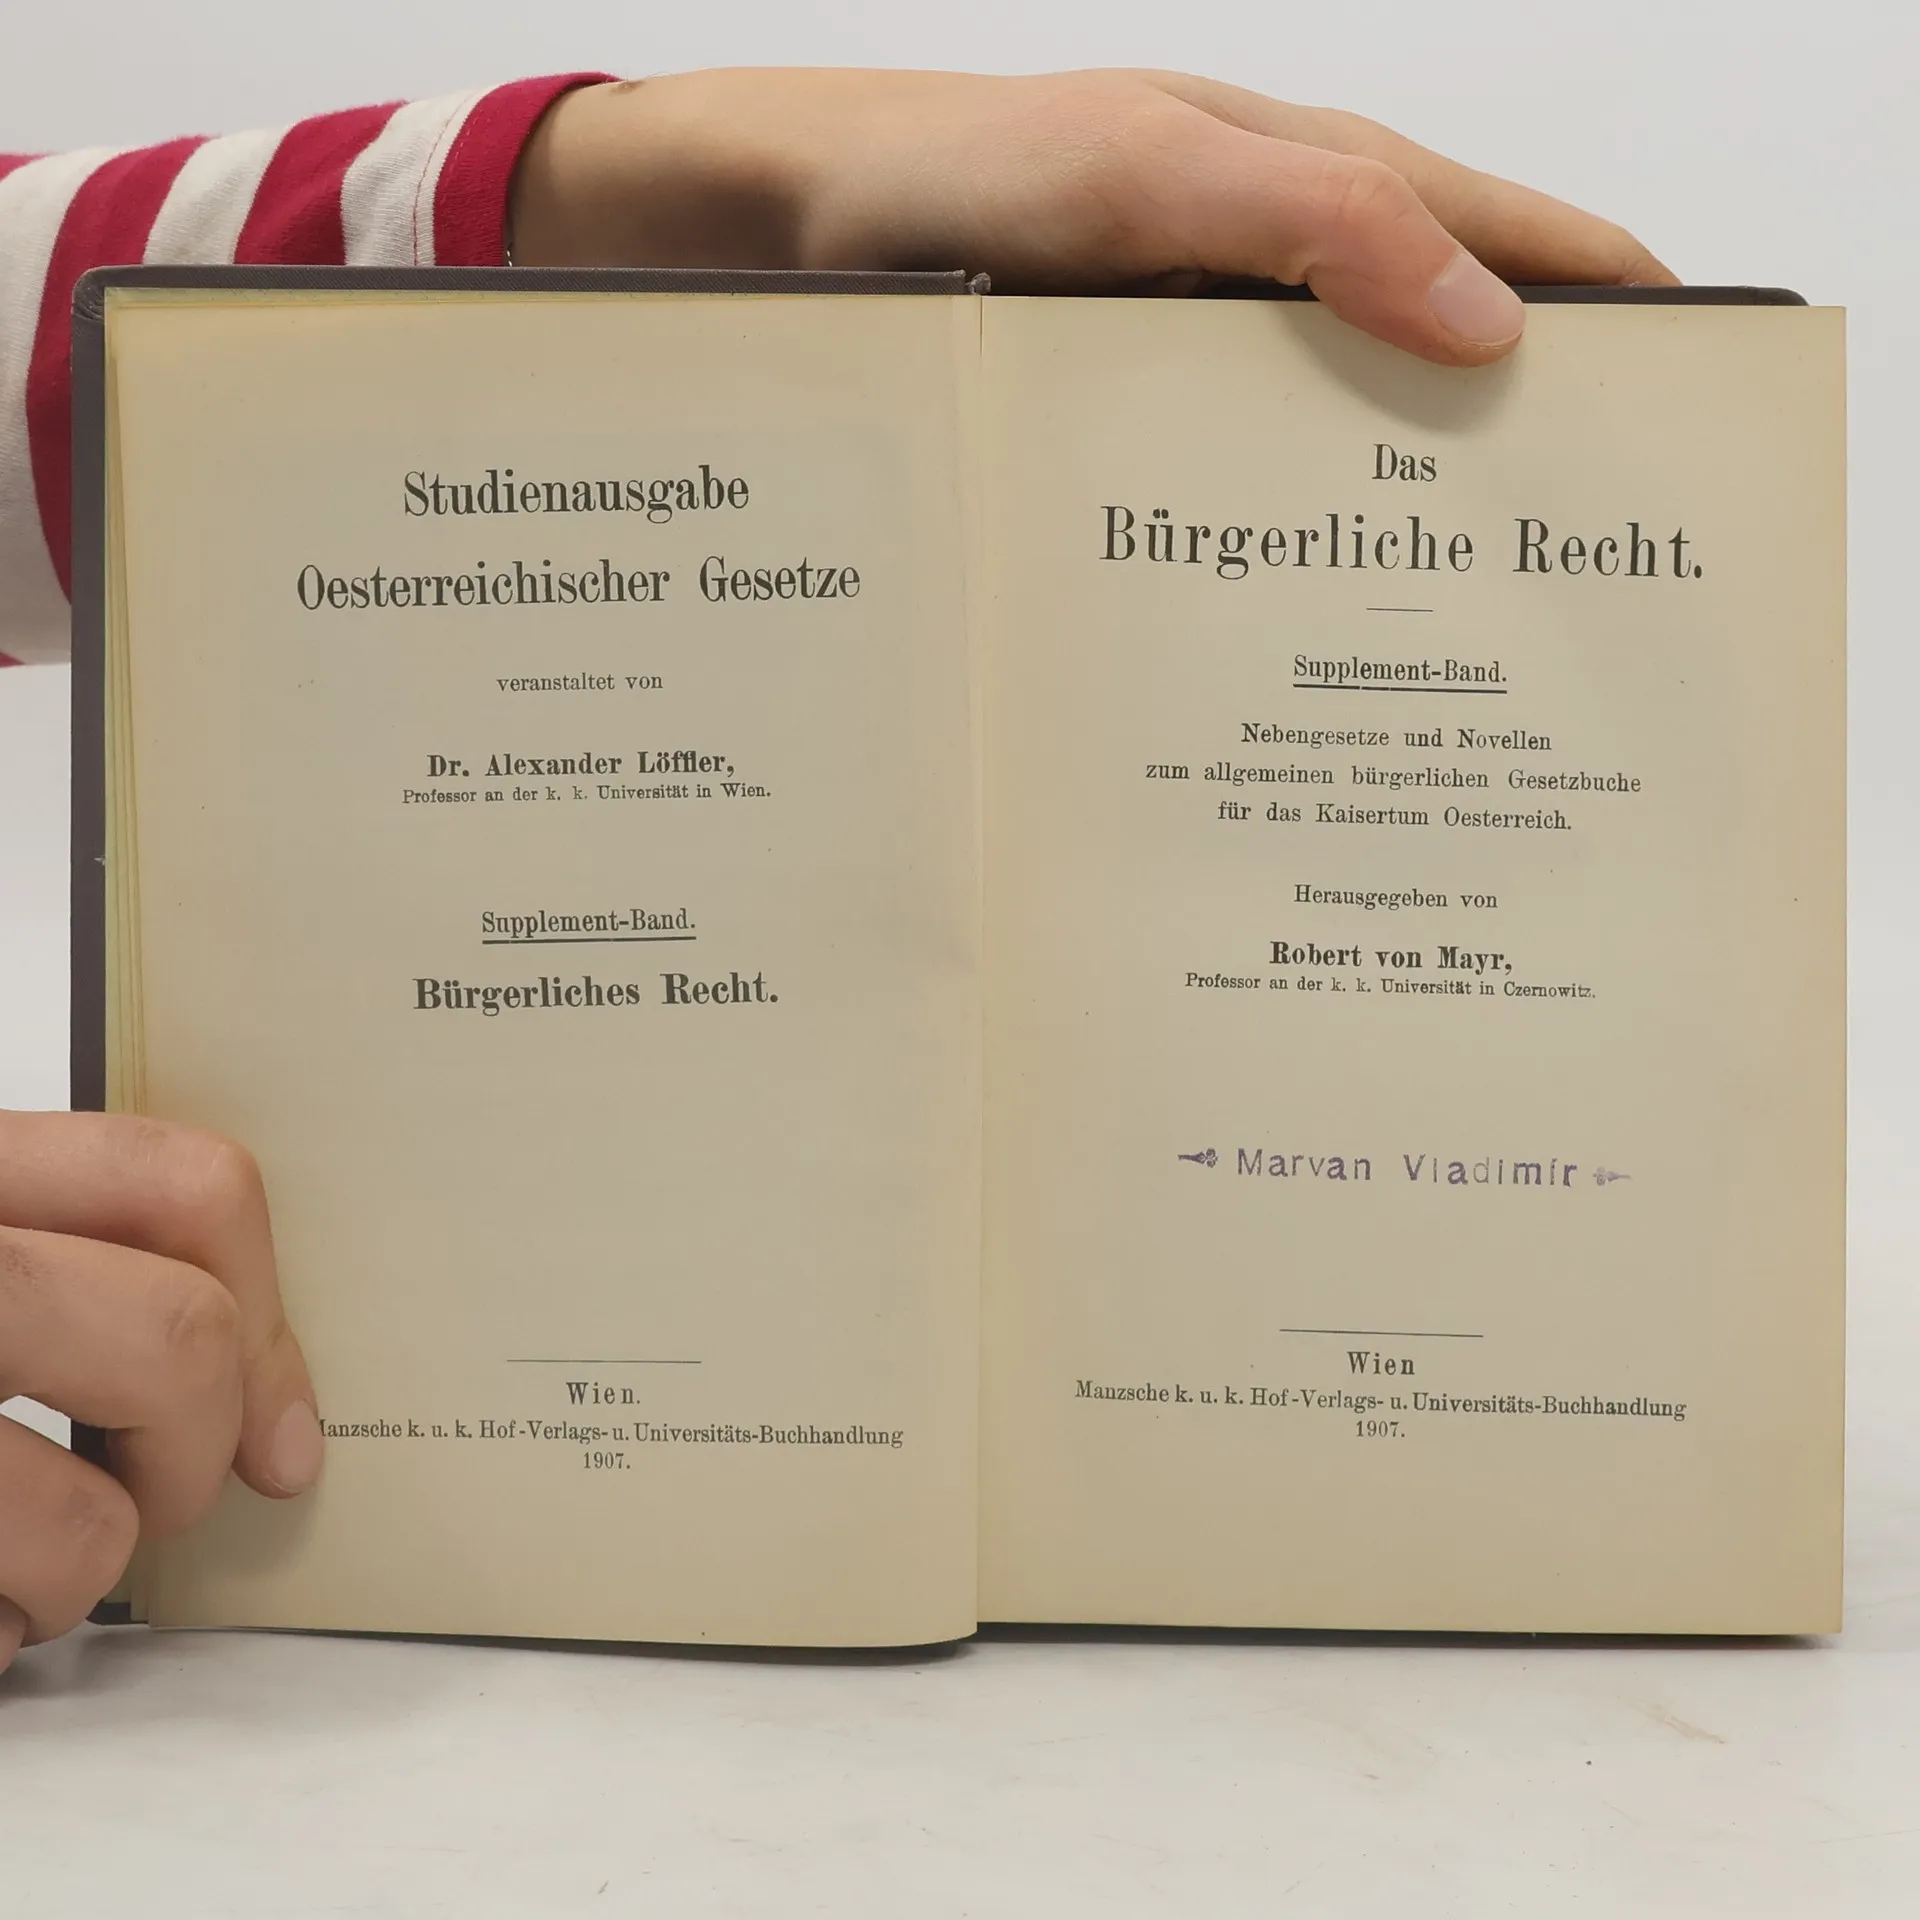 Studienausgabe
Oesterreichischer Gesetze
veranstaltet von
Dr. Alexander Löffler,
Professor an der k. k. Universität in Wien.
Supplement-Band.
Bürgerliches Recht.
Wien.
anzsche k. u. k. Hof-Verlags- u. Universitäts-Buchhandlung
1907.
Das
Bürgerliche Recht.
Supplement-Band.
Nebengesetze und Novellen
zum allgemeinen bürgerlichen Gesetzbuche
für das Kaisertum Oesterreich.
Herausgegeben von
Robert von Mayr,
Professor an der k. k. Universität in Czernowitz.
Marvan Vladimír
Wien
Manzsche k. u. k. Hof-Verlags- u. Universitäts-Buchhandlung
1907.